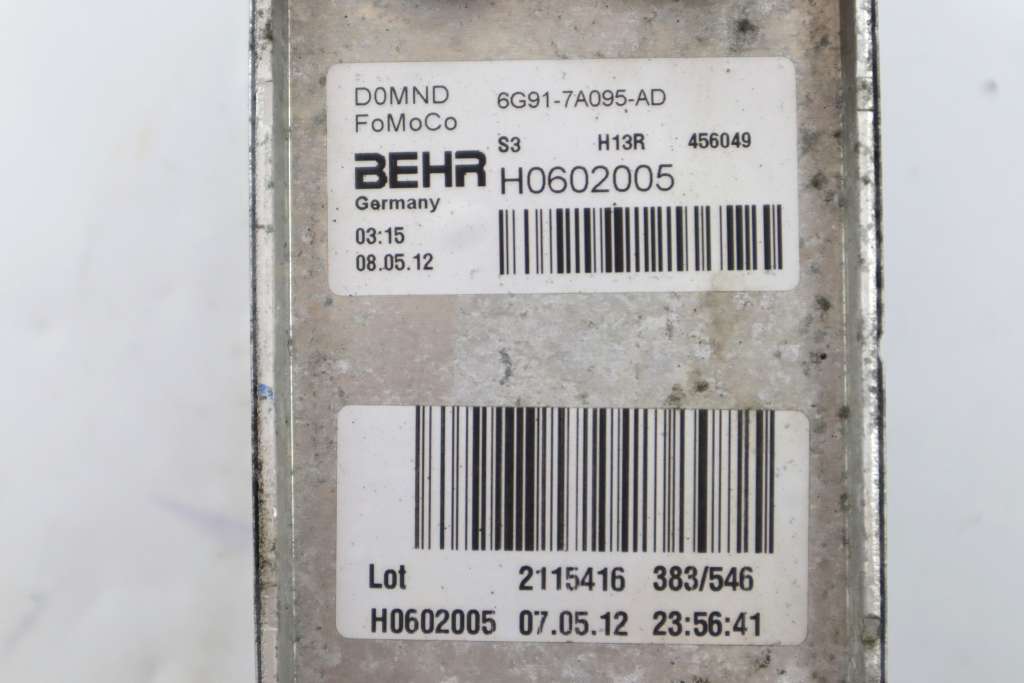 D0MND 6G91-7A095-AD
FoMoCo
S3 H13R 456049
BEHR H0602005
Germany
03:15
08.05.12
Lot 2115416 383/546
H0602005 07.05.12 23:56:41